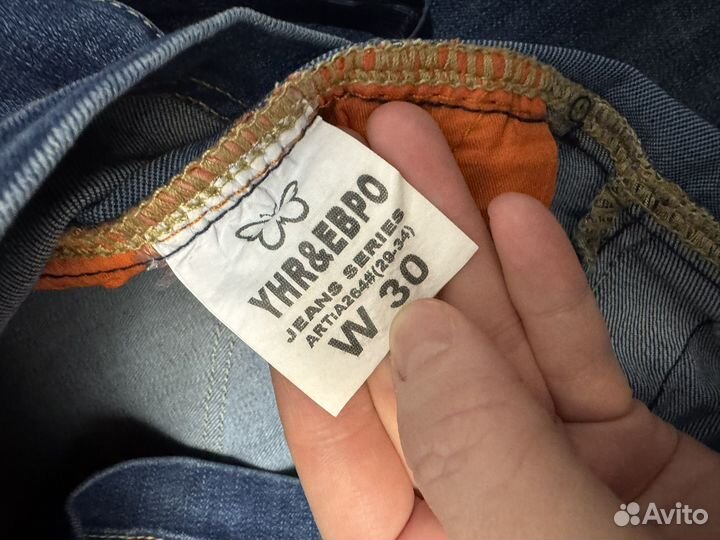 YHR&EBPO
JEANS SERIES
ART:A264#(29-34)
W 30
Avito